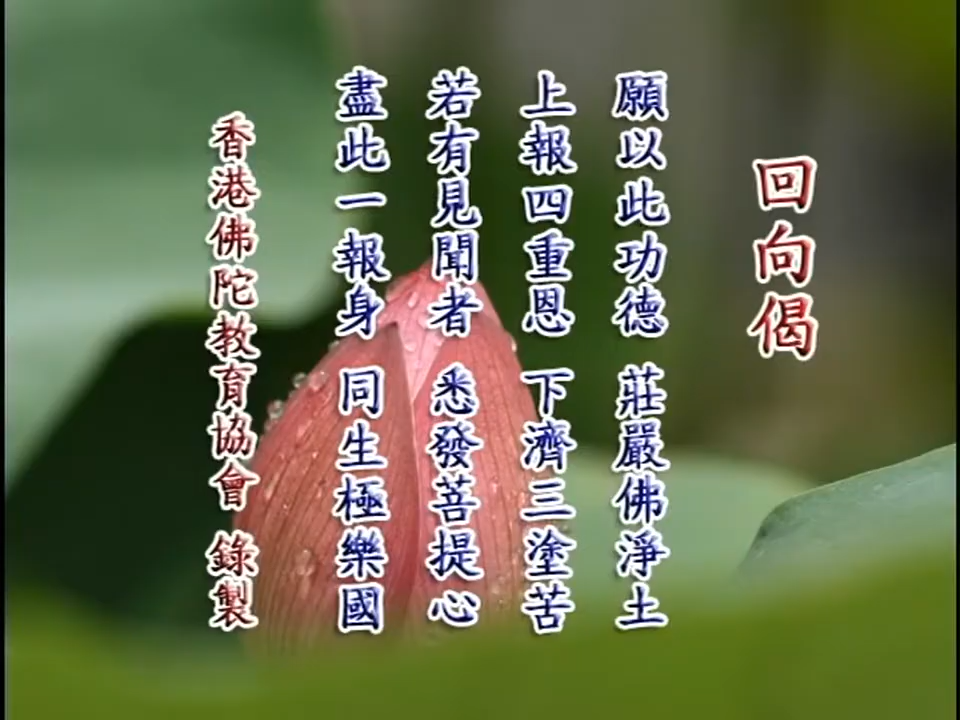 回向偈
願以此功德 莊嚴佛淨土
上報四重恩 下濟三塗苦
若有見聞者 悉發菩提心
盡此一報身 同生極樂國
香港佛陀教育協會 錄製